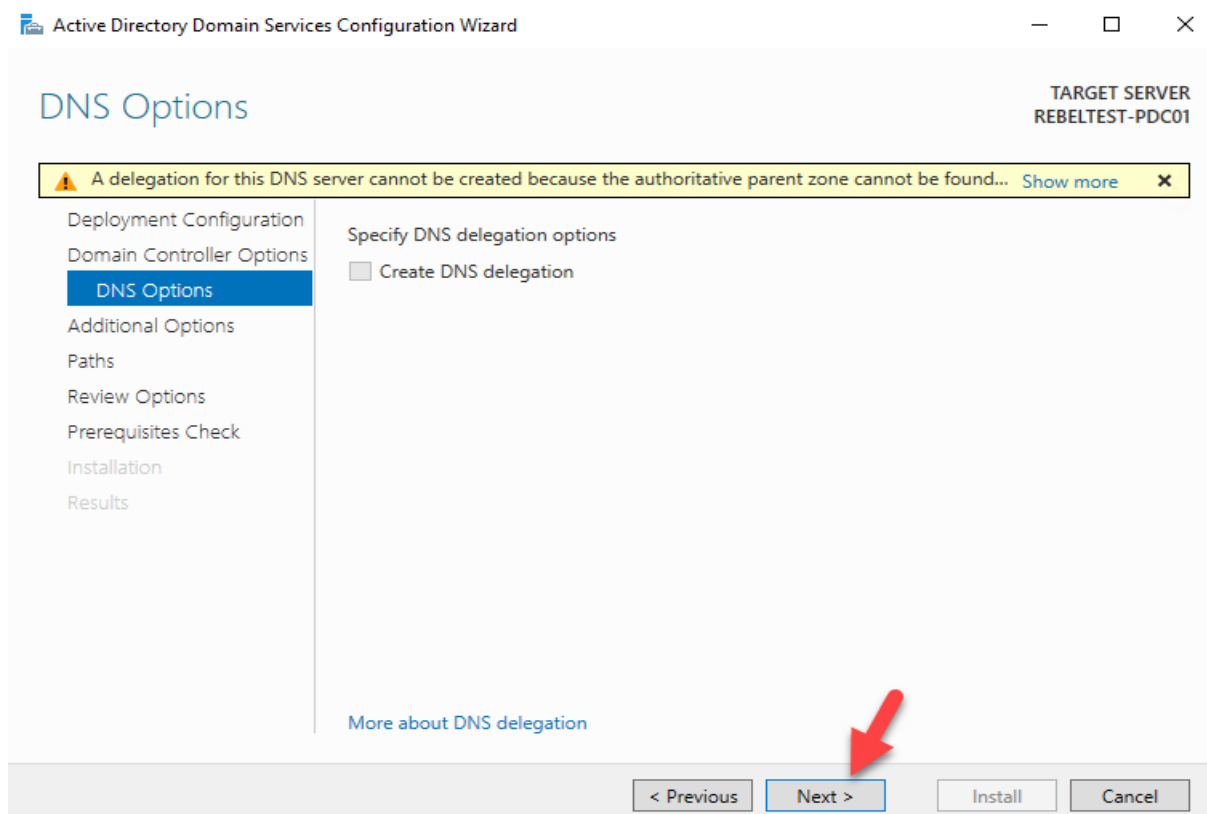 Active Directory Domain Services Configuration Wizard
DNS Options
TARGET SERVER
REBELTEST-PDC01
A delegation for this DNS server cannot be created because the authoritative parent zone cannot be found... Show more
Deployment Configuration
Domain Controller Options
DNS Options
Additional Options
Paths
Review Options
Prerequisites Check
Installation
Results
Specify DNS delegation options
Create DNS delegation
More about DNS delegation
< Previous
Next >
Install
Cancel